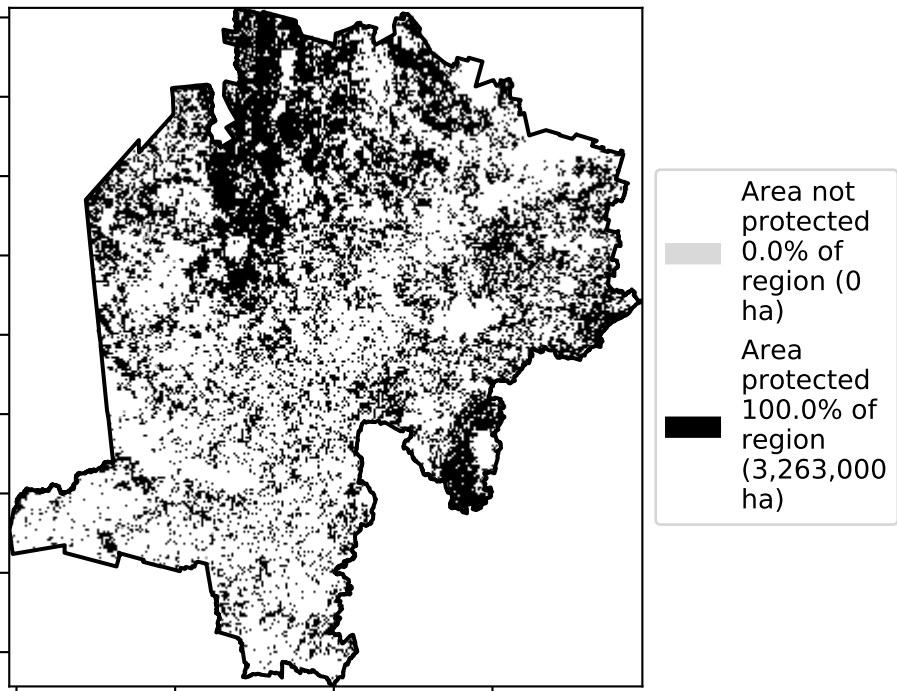 Area not
protected
0.0% of
region (0
ha)
Area
protected
100.0% of
region
(3,263,000
ha)